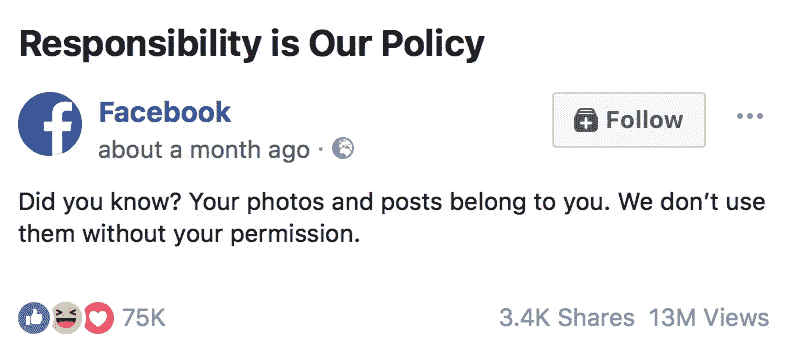 Responsibility is Our Policy
Facebook
Follow
about a month ago ·
Did you know? Your photos and posts belong to you. We don’t use
them without your permission.
75K
3.4K Shares 13M Views